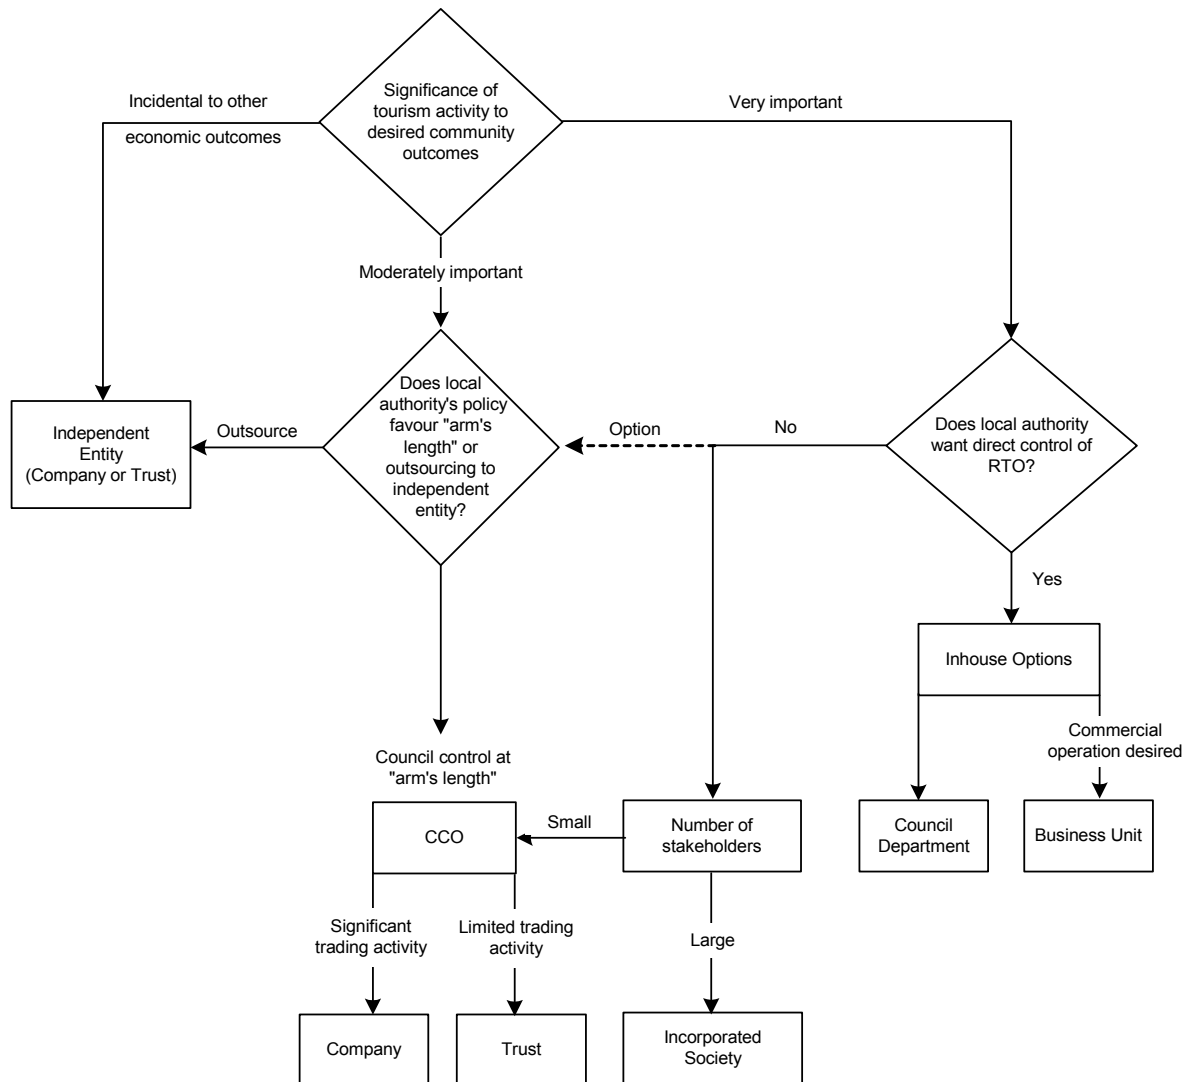 Significance of
tourism activity to
desired community
outcomes
Incidental to other
economic outcomes
Very important
Moderately important
Does local
authority's policy
favour "arm's
length" or
outsourcing to
independent
entity?
Outsource
Independent
Entity
(Company or Trust)
Option
No
Does local authority
want direct control of
RTO?
Yes
Inhouse Options
Commercial
operation desired
Council
Department
Business Unit
Council control at
"arm's length"
CCO
Small
Number of
stakeholders
Significant
trading activity
Limited trading
activity
Large
Company
Trust
Incorporated
Society